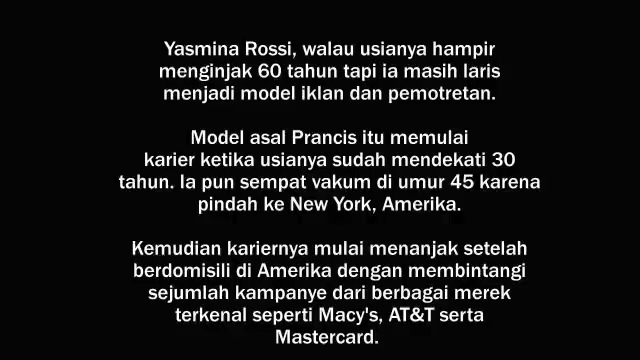 Yasmina Rossi, walau usianya hampir
menginjak 60 tahun tapi ia masih laris
menjadi model iklan dan pemotretan.
Model asal Prancis itu memulai
karier ketika usianya sudah mendekati 30
tahun. Ia pun sempat vakum di umur 45 karena
pindah ke New York, Amerika.
Kemudian kariernya mulai menanjak setelah
berdomisili di Amerika dengan membintangi
sejumlah kampanye dari berbagai merek
terkenal seperti Macy's, AT&T serta
Mastercard.